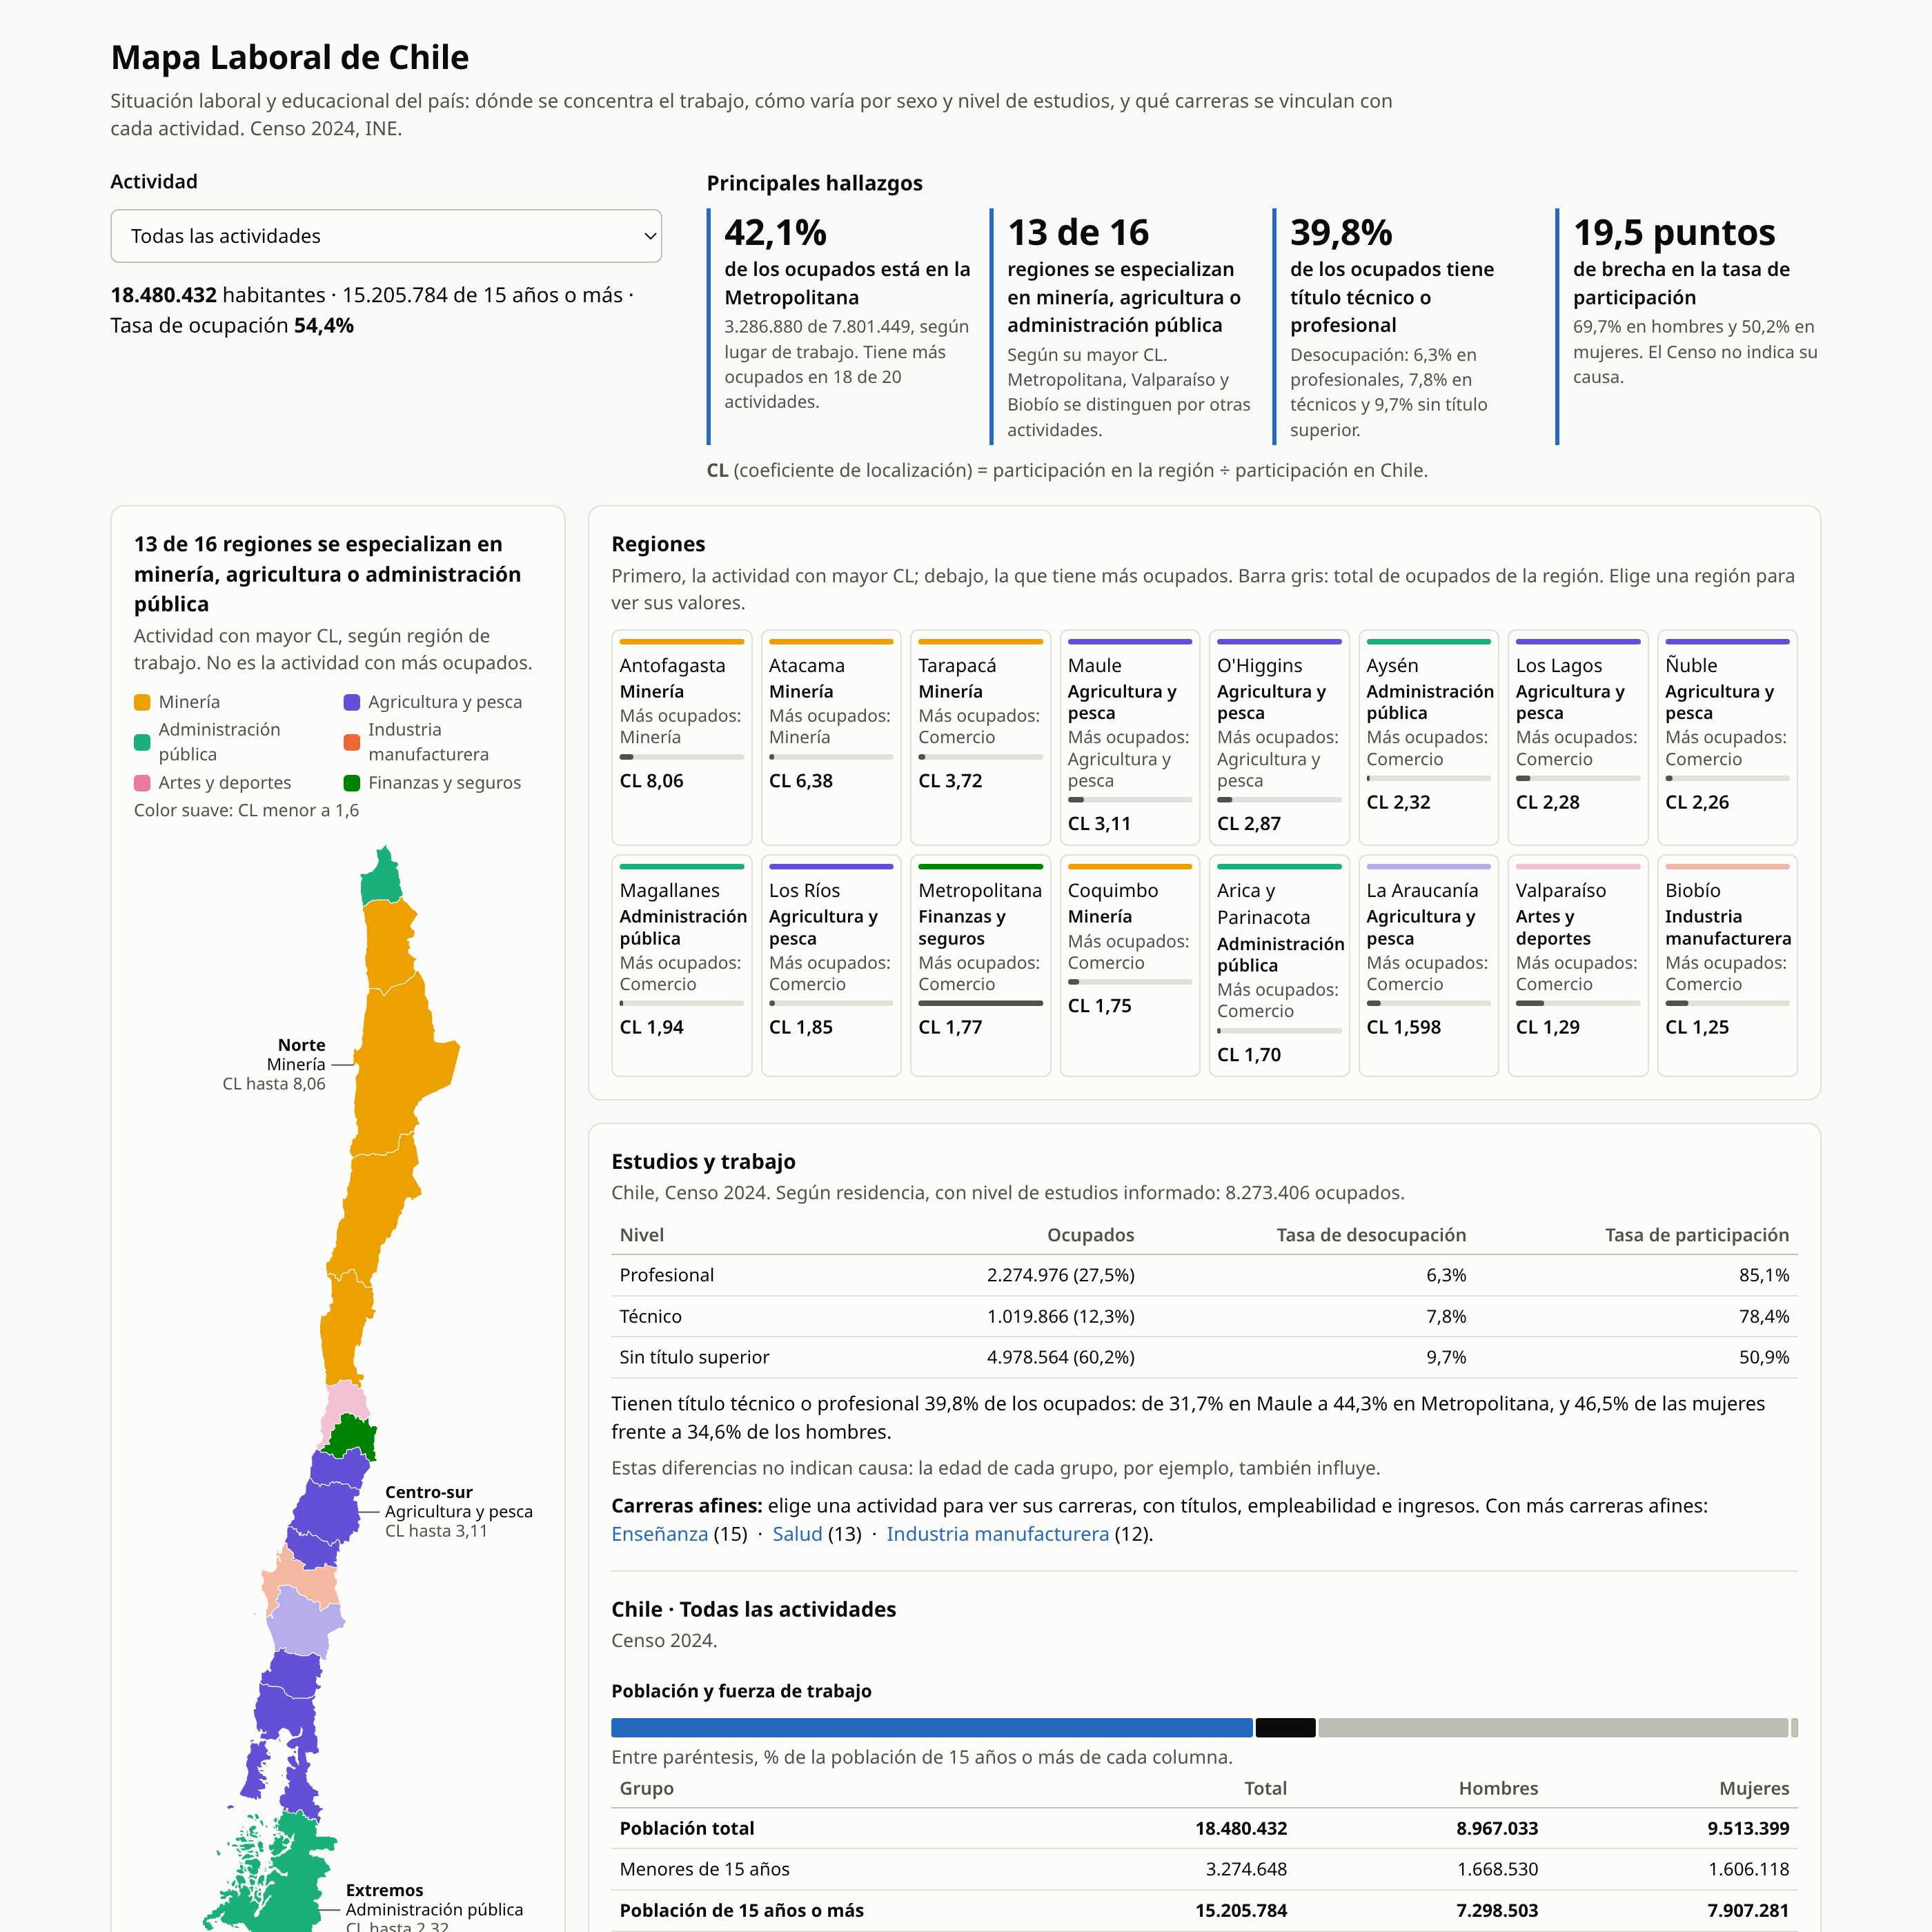 Mapa Laboral de Chile
Situación laboral y educacional del país: dónde se concentra el trabajo, cómo varía por sexo y nivel de estudios, y qué carreras se vinculan con
cada actividad. Censo 2024, INE.
Actividad
Todas las actividades
18.480.432 habitantes · 15.205.784 de 15 años o más ·
Tasa de ocupación 54,4%
Principales hallazgos
42,1%
de los ocupados está en la
Metropolitana
3.286.880 de 7.801.449, según
lugar de trabajo. Tiene más
ocupados en 18 de 20
actividades.
13 de 16
regiones se especializan
en minería, agricultura o
administración pública
Según su mayor CL.
Metropolitana, Valparaíso y
Biobío se distinguen por otras
actividades.
39,8%
de los ocupados tiene
título técnico o
profesional
Desocupación: 6,3% en
profesionales, 7,8% en
técnicos y 9,7% sin título
superior.
19,5 puntos
de brecha en la tasa de
participación
69,7% en hombres y 50,2% en
mujeres. El Censo no indica su
causa.
CL (coeficiente de localización) = participación en la región ÷ participación en Chile.
13 de 16 regiones se especializan en
minería, agricultura o administración
pública
Actividad con mayor CL, según región de
trabajo. No es la actividad con más ocupados.
Minería
Agricultura y pesca
Administración
pública
Industria
manufacturera
Artes y deportes
Finanzas y seguros
Color suave: CL menor a 1,6
Norte
Minería
CL hasta 8,06
Centro-sur
Agricultura y pesca
CL hasta 3,11
Extremos
Administración pública
CL hasta 2,32
Regiones
Primero, la actividad con mayor CL; debajo, la que tiene más ocupados. Barra gris: total de ocupados de la región. Elige una región para
ver sus valores.
Antofagasta
Minería
Más ocupados:
Minería
CL 8,06
Atacama
Minería
Más ocupados:
Minería
CL 6,38
Tarapacá
Minería
Más ocupados:
Comercio
CL 3,72
Maule
Agricultura y
pesca
Más ocupados:
Agricultura y
pesca
CL 3,11
O'Higgins
Agricultura y
pesca
Más ocupados:
Agricultura y
pesca
CL 2,87
Aysén
Administración
pública
Más ocupados:
Comercio
CL 2,32
Los Lagos
Agricultura y
pesca
Más ocupados:
Comercio
CL 2,28
Ñuble
Agricultura y
pesca
Más ocupados:
Comercio
CL 2,26
Magallanes
Administración
pública
Más ocupados:
Comercio
CL 1,94
Los Ríos
Agricultura y
pesca
Más ocupados:
Comercio
CL 1,85
Metropolitana
Finanzas y
seguros
Más ocupados:
Comercio
CL 1,77
Coquimbo
Minería
Más ocupados:
Comercio
CL 1,75
Arica y
Parinacota
Administración
pública
Más ocupados:
Comercio
CL 1,70
La Araucanía
Agricultura y
pesca
Más ocupados:
Comercio
CL 1,598
Valparaíso
Artes y
deportes
Más ocupados:
Comercio
CL 1,29
Biobío
Industria
manufacturera
Más ocupados:
Comercio
CL 1,25
Estudios y trabajo
Chile, Censo 2024. Según residencia, con nivel de estudios informado: 8.273.406 ocupados.
Nivel Ocupados Tasa de desocupación Tasa de participación
Profesional 2.274.976 (27,5%) 6,3% 85,1%
Técnico 1.019.866 (12,3%) 7,8% 78,4%
Sin título superior 4.978.564 (60,2%) 9,7% 50,9%
Tienen título técnico o profesional 39,8% de los ocupados: de 31,7% en Maule a 44,3% en Metropolitana, y 46,5% de las mujeres
frente a 34,6% de los hombres.
Estas diferencias no indican causa: la edad de cada grupo, por ejemplo, también influye.
Carreras afines: elige una actividad para ver sus carreras, con títulos, empleabilidad e ingresos. Con más carreras afines:
Enseñanza (15) · Salud (13) · Industria manufacturera (12).
Chile · Todas las actividades
Censo 2024.
Población y fuerza de trabajo
Entre paréntesis, % de la población de 15 años o más de cada columna.
Grupo Total Hombres Mujeres
Población total 18.480.432 8.967.033 9.513.399
Menores de 15 años 3.274.648 1.668.530 1.606.118
Población de 15 años o más 15.205.784 7.298.503 7.907.281